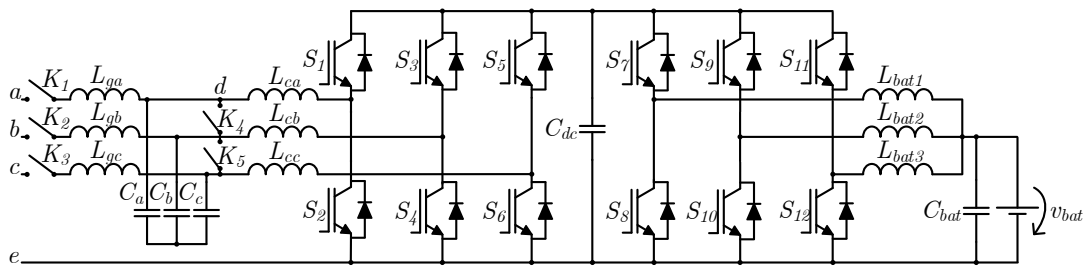 S1 S3 S5 S7 S9 S11
a K1 Lga d Lca Lbat1
b K2 Lgb K4 Lcb Cdc Lbat2
c K3 Lgc K5 Lcc Lbat3
Ca Cb Cc S2 S4 S6 S8 S10 S12 Cbat vbat
e